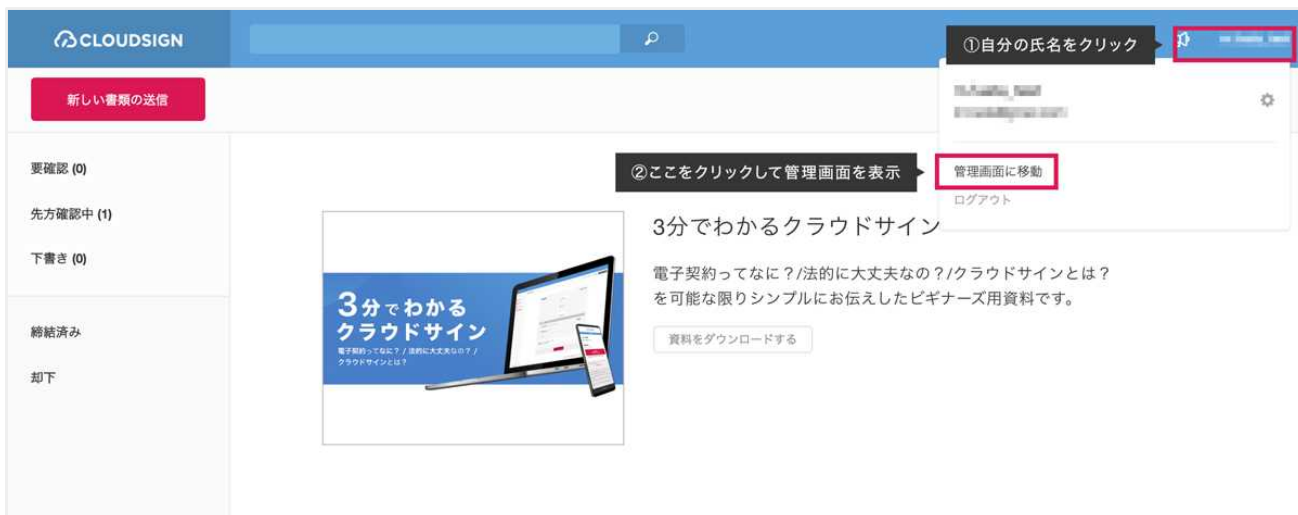 CLOUDSIGN
①自分の氏名をクリック
新しい書類の送信
要確認 (0)
②ここをクリックして管理画面を表示
管理画面に移動
先方確認中 (1)
ログアウト
下書き (0)
締結済み
却下
3分でわかる
クラウドサイン
電子契約ってなに？/ 法的に大丈夫なの？/
クラウドサインとは？
3分でわかるクラウドサイン
電子契約ってなに？/法的に大丈夫なの？/クラウドサインとは？
を可能な限りシンプルにお伝えしたビギナーズ用資料です。
資料をダウンロードする